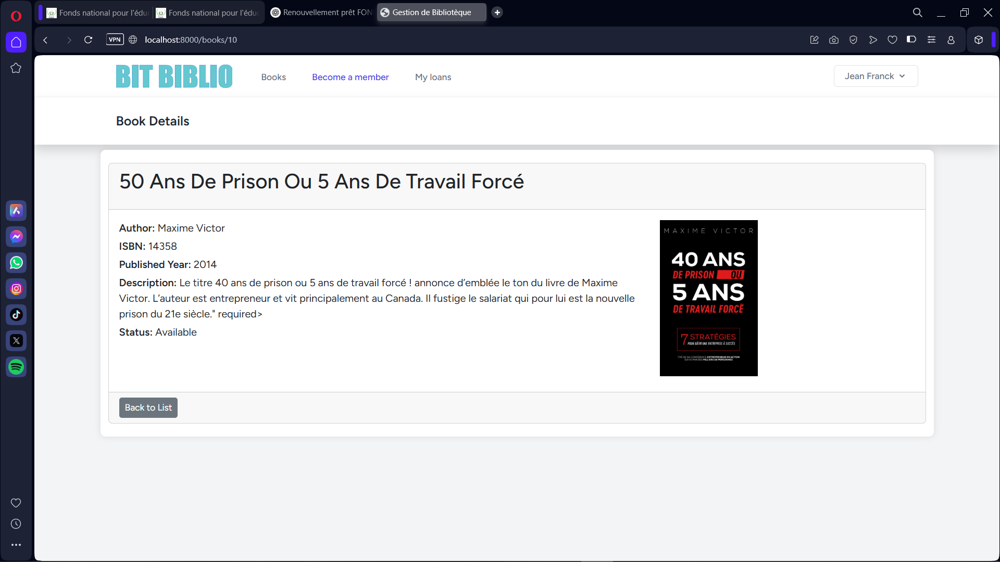 Fonds national pour l'édu
Fonds national pour l'édu
Renouvellement prêt FON
Gestion de Bibliotèque
VPN
localhost:8000/books/10
BIT BIBLIO
Books
Become a member
My loans
Jean Franck
Book Details
50 Ans De Prison Ou 5 Ans De Travail Forcé
Author: Maxime Victor
ISBN: 14358
Published Year: 2014
Description: Le titre 40 ans de prison ou 5 ans de travail forcé ! annonce d’emblée le ton du livre de Maxime
Victor. L’auteur est entrepreneur et vit principalement au Canada. Il fustige le salariat qui pour lui est la nouvelle
prison du 21e siècle." required>
Status: Available
MAXIME VICTOR
40 ANS
DE PRISON OU
5 ANS
DE TRAVAIL FORCÉ
7 STRATÉGIES
POUR BÂTIR UNE ENTREPRISE À SUCCÈS
TIRÉ DE SA CONFÉRENCE ENTREPRENEUR EN ACTION
SUIVIE PAR DES MILLIERS DE PERSONNES
Back to List